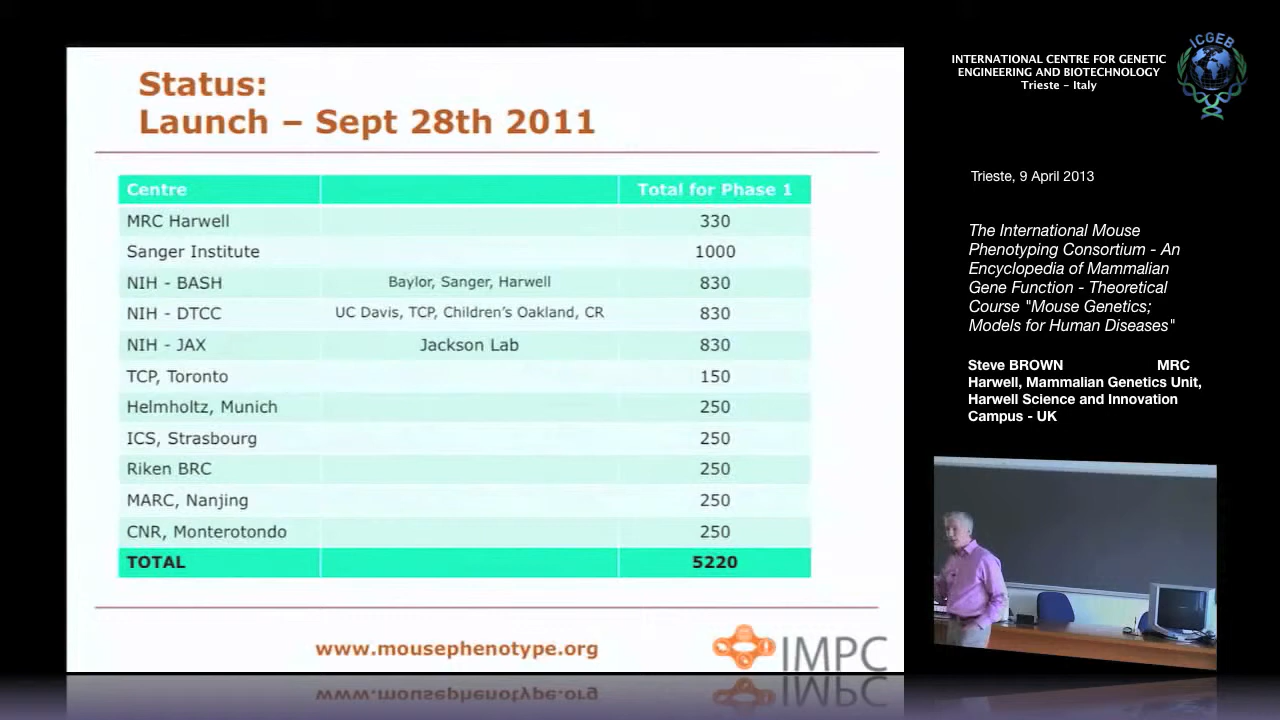 Status:
Launch – Sept 28th 2011
Centre Total for Phase 1
MRC Harwell 330
Sanger Institute 1000
NIH - BASH Baylor, Sanger, Harwell 830
NIH - DTCC UC Davis, TCP, Children's Oakland, CR 830
NIH - JAX Jackson Lab 830
TCP, Toronto 150
Helmholtz, Munich 250
ICS, Strasbourg 250
Riken BRC 250
MARC, Nanjing 250
CNR, Monterotondo 250
TOTAL 5220
www.mousephenotype.org
IMPC
INTERNATIONAL CENTRE FOR GENETIC
ENGINEERING AND BIOTECHNOLOGY
Trieste - Italy
ICGEB
Trieste, 9 April 2013
The International Mouse
Phenotyping Consortium - An
Encyclopedia of Mammalian
Gene Function - Theoretical
Course "Mouse Genetics;
Models for Human Diseases"
Steve BROWN MRC
Harwell, Mammalian Genetics Unit,
Harwell Science and Innovation
Campus - UK